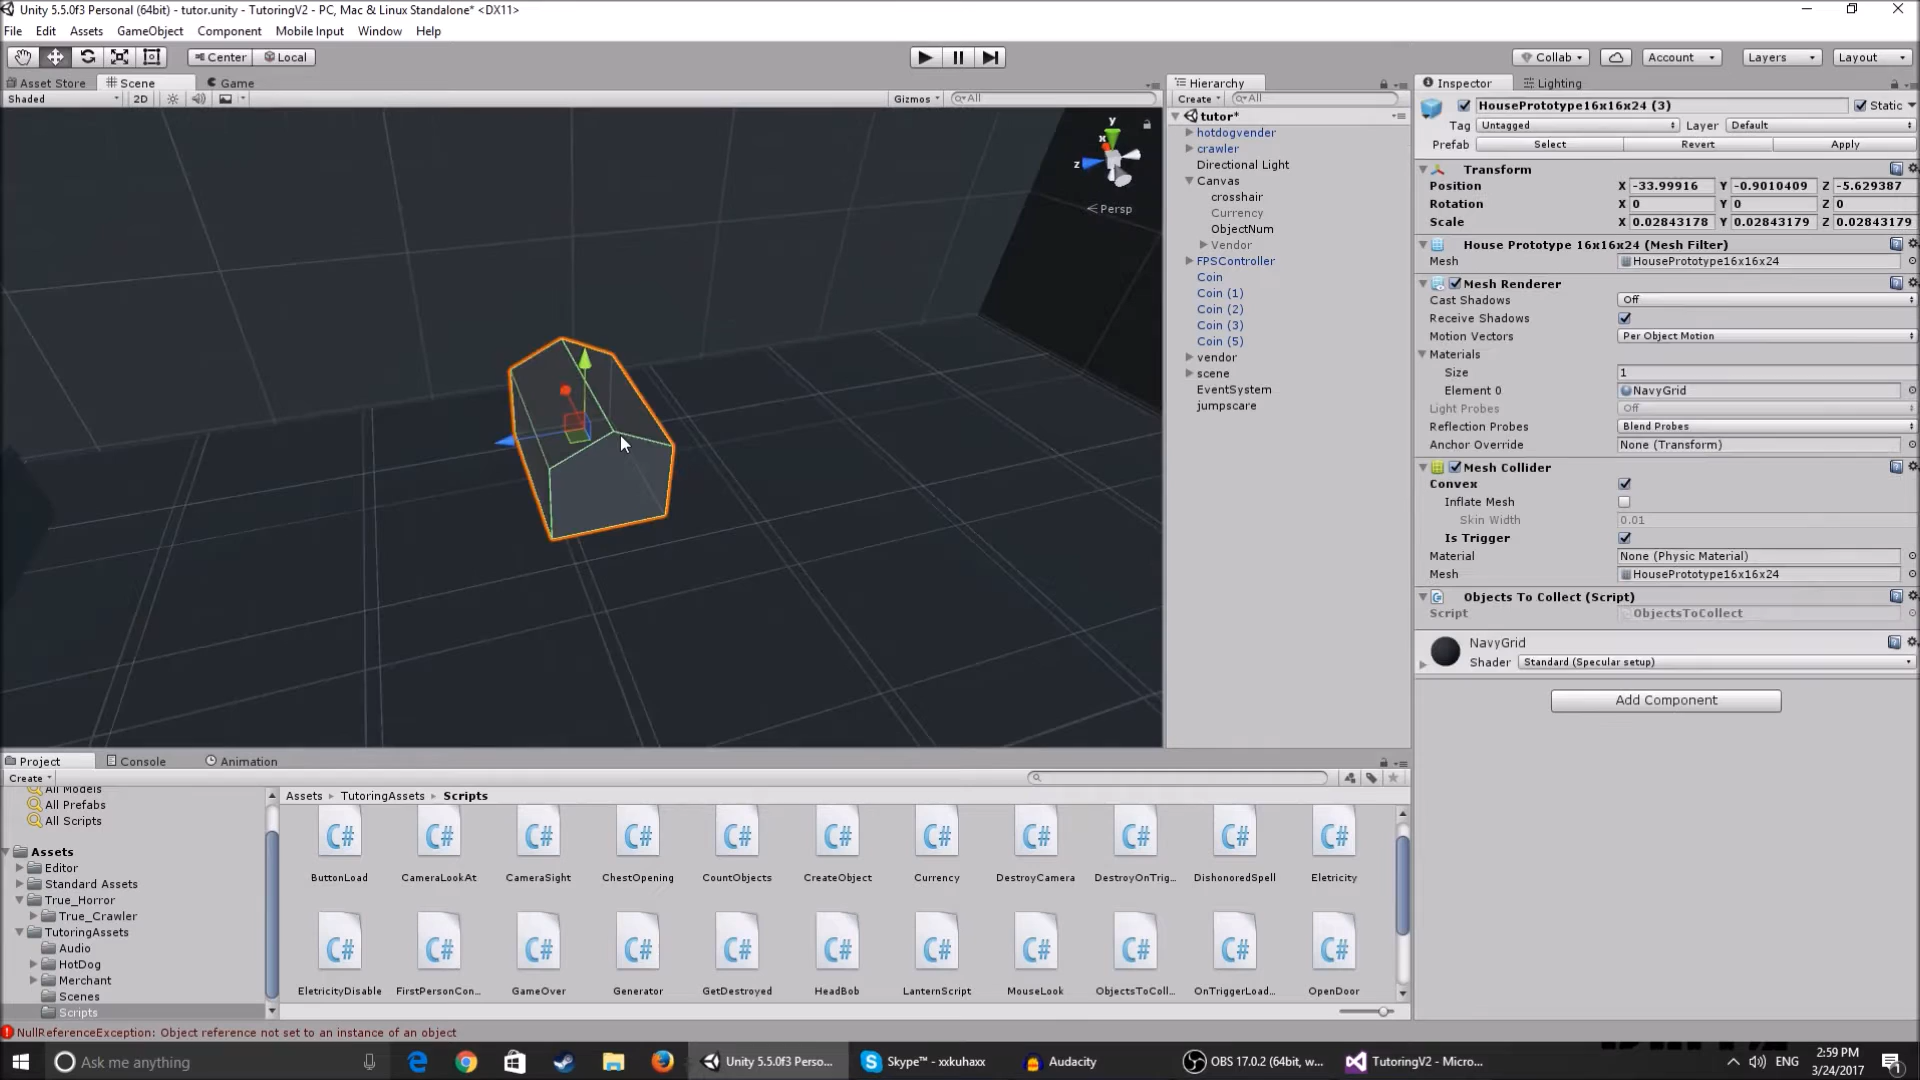 Unity 5.5.0f3 Personal (64bit) - tutor.unity - TutoringV2 - PC, Mac & Linux Standalone* <DX11>
File Edit Assets GameObject Component Mobile Input Window Help
Center Local Collab Account Layers Layout
Asset Store Scene Game
Shaded 2D Gizmos All
y
x
z
Persp
Hierarchy
Create All
tutor*
hotdogvender
crawler
Directional Light
Canvas
crosshair
Currency
ObjectNum
Vendor
FPSController
Coin
Coin (1)
Coin (2)
Coin (3)
Coin (5)
vendor
scene
EventSystem
jumpscare
Inspector Lighting
HousePrototype16x16x24 (3) Static
Tag Untagged Layer Default
Prefab Select Revert Apply
Transform
Position X -33.99916 Y -0.9010409 Z -5.629387
Rotation X 0 Y 0 Z 0
Scale X 0.02843178 Y 0.02843179 Z 0.02843179
House Prototype 16x16x24 (Mesh Filter)
Mesh HousePrototype16x16x24
Mesh Renderer
Cast Shadows Off
Receive Shadows
Motion Vectors Per Object Motion
Materials
Size 1
Element 0 NavyGrid
Light Probes Off
Reflection Probes Blend Probes
Anchor Override None (Transform)
Mesh Collider
Convex
Inflate Mesh
Skin Width 0.01
Is Trigger
Material None (Physic Material)
Mesh HousePrototype16x16x24
Objects To Collect (Script)
Script ObjectsToCollect
NavyGrid
Shader Standard (Specular setup)
Add Component
Project Console Animation
Create
All Models
All Prefabs
All Scripts
Assets
Editor
Standard Assets
True_Horror
True_Crawler
TutoringAssets
Audio
HotDog
Merchant
Scenes
Scripts
Assets TutoringAssets Scripts
C# C# C# C# C# C# C# C# C# C# C#
ButtonLoad CameraLookAt CameraSight ChestOpening CountObjects CreateObject Currency DestroyCamera DestroyOnTrig... DishonoredSpell Eletricity
C# C# C# C# C# C# C# C# C# C# C#
EletricityDisable FirstPersonCon... GameOver Generator GetDestroyed HeadBob LanternScript MouseLook ObjectsToColl... OnTriggerLoad... OpenDoor
NullReferenceException: Object reference not set to an instance of an object
Ask me anything Unity 5.5.0f3 Perso... Skype™ - xxkuhaxx Audacity OBS 17.0.2 (64bit, w... TutoringV2 - Micro... ENG 2:59 PM
3/24/2017